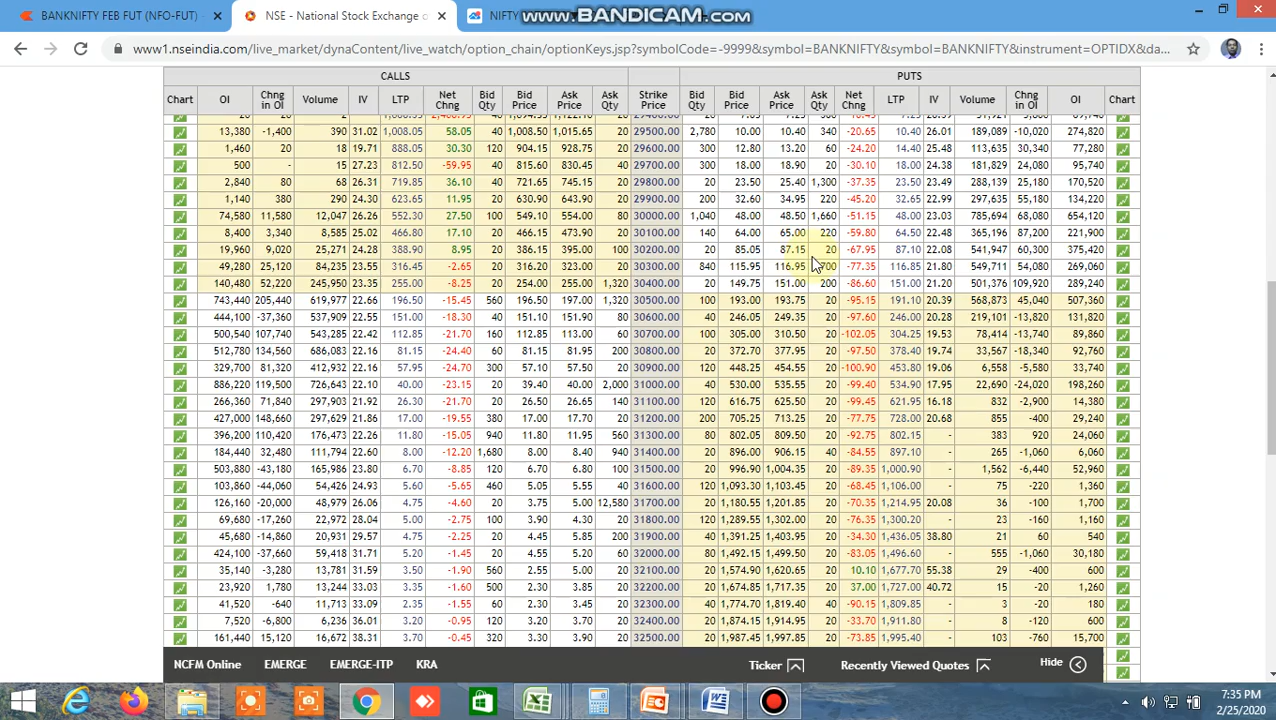 BANKNIFTY FEB FUT (NFO-FUT) -
NSE - National Stock Exchange o
NIFTY
www.BANDICAM.com
www1.nseindia.com/live_market/dynaContent/live_watch/option_chain/optionKeys.jsp?symbolCode=-9999&symbol=BANKNIFTY&symbol=BANKNIFTY&instrument=OPTIDX&da...
CALLS PUTS
Chart OI Chng in OI Volume IV LTP Net Chng Bid Qty Bid Price Ask Price Ask Qty Strike Price Bid Qty Bid Price Ask Price Ask Qty Net Chng LTP IV Volume Chng in OI OI Chart
13,380 -1,400 390 31.02 1,008.05 58.05 40 1,008.50 1,015.65 20 29500.00 2,780 10.00 10.40 340 -20.65 10.40 26.01 189,089 -10,020 274,820
1,460 20 18 19.71 888.05 30.30 120 904.15 928.75 20 29600.00 300 12.80 13.20 60 -24.20 14.40 25.48 113,635 30,340 77,280
500 - 15 27.23 812.50 -59.95 40 815.60 830.45 40 29700.00 300 18.00 18.90 20 -30.10 18.00 24.38 181,829 24,080 95,740
2,840 80 68 26.31 719.85 36.10 40 721.65 745.15 20 29800.00 20 23.50 25.40 1,300 -37.35 23.50 23.49 288,139 25,180 170,520
1,140 380 290 24.30 623.65 11.95 20 630.90 643.90 20 29900.00 200 32.60 34.95 220 -45.20 32.65 22.99 297,635 21,180 134,220
74,580 11,580 12,047 26.26 552.30 27.50 100 549.10 554.00 80 30000.00 1,040 48.00 48.50 1,660 -51.15 48.00 23.03 785,694 68,080 654,120
8,400 3,340 8,585 25.02 466.80 17.10 20 466.15 473.90 20 30100.00 140 64.00 65.00 220 -59.80 64.50 22.48 365,196 87,200 221,900
19,960 9,020 25,271 24.28 388.90 8.95 20 386.15 395.00 100 30200.00 20 85.05 87.15 20 -67.95 87.10 22.08 541,947 60,300 375,420
49,280 25,120 84,235 23.55 316.45 -2.65 20 316.20 323.00 20 30300.00 840 115.95 116.95 700 -77.35 116.85 21.80 549,711 54,080 269,060
140,480 52,220 245,950 23.35 255.00 -8.25 20 254.00 255.00 1,320 30400.00 20 149.75 151.00 200 -86.60 151.00 21.20 501,376 109,920 289,240
743,440 205,440 619,977 22.66 196.50 -15.45 560 196.50 197.00 1,320 30500.00 100 193.00 193.75 20 -95.15 191.10 20.39 568,873 45,040 507,360
444,100 -37,360 537,909 22.55 151.00 -18.30 40 151.10 151.90 80 30600.00 20 246.05 249.35 20 -97.60 246.00 20.28 219,101 -13,820 131,820
500,540 107,740 543,285 22.42 112.85 -21.70 160 112.85 113.00 60 30700.00 100 305.00 310.50 20 -102.05 304.25 19.53 78,414 -13,740 89,860
512,780 134,560 686,083 22.16 81.15 -24.40 60 81.15 81.95 200 30800.00 20 372.70 377.95 20 -97.50 378.40 19.74 33,567 -18,340 92,760
329,700 81,320 412,932 22.16 57.95 -24.70 300 57.10 57.50 20 30900.00 120 448.25 454.55 20 -100.90 453.80 19.06 6,558 -5,580 33,740
886,220 119,500 726,643 22.10 40.00 -23.15 20 39.40 40.00 2,000 31000.00 40 530.00 535.55 20 -99.40 534.90 17.95 22,690 -24,020 198,260
266,360 71,840 297,309 21.92 26.30 -21.70 20 26.50 26.65 140 31100.00 120 616.75 625.50 20 -99.45 621.95 16.18 832 -2,900 14,380
427,000 148,660 297,629 21.86 17.00 -19.55 380 17.00 17.70 20 31200.00 200 705.25 713.25 20 -77.75 728.00 20.68 855 -400 29,240
396,200 110,420 176,473 22.26 11.80 -15.05 940 11.80 11.95 560 31300.00 80 802.05 809.50 20 -92.75 802.15 - 383 920 24,060
184,440 32,480 111,794 22.60 8.00 -12.20 1,680 8.00 8.40 940 31400.00 20 896.00 906.15 40 -84.55 897.10 - 265 -1,060 6,060
503,880 -43,180 165,986 23.80 6.70 -8.85 120 6.70 6.80 100 31500.00 20 996.90 1,004.35 20 -89.35 1,000.90 - 1,562 -6,440 52,960
103,860 -44,060 54,426 24.93 5.60 -5.65 460 5.05 5.55 40 31600.00 120 1,093.30 1,103.45 20 -68.45 1,106.00 - 75 -220 1,360
126,160 -20,000 48,979 26.06 4.75 -4.60 20 3.75 5.00 12,580 31700.00 20 1,180.55 1,201.85 20 -70.35 1,214.95 20.08 36 -100 1,700
69,680 -17,260 22,972 28.04 5.00 -2.75 100 3.90 4.30 20 31800.00 120 1,289.55 1,302.00 20 -76.35 1,300.20 - 23 -160 1,160
45,680 -14,860 20,931 29.57 4.75 -2.25 20 4.45 5.85 200 31900.00 40 1,391.25 1,403.95 20 -34.30 1,436.05 38.80 21 60 540
424,100 -37,660 59,418 31.71 5.20 -1.45 20 4.55 5.20 60 32000.00 80 1,492.15 1,499.50 20 -83.05 1,496.60 - 555 -1,060 30,180
35,140 -3,280 13,781 31.59 3.50 -1.90 560 2.55 5.00 20 32100.00 20 1,574.90 1,620.65 20 10.10 1,677.70 55.38 29 -400 600
23,920 1,780 13,244 33.03 3.35 -1.60 500 2.30 3.85 20 32200.00 20 1,674.85 1,717.35 20 37.00 1,727.00 40.72 15 -20 1,260
41,520 -640 11,713 33.09 2.35 -1.55 60 2.30 3.45 20 32300.00 40 1,774.70 1,819.40 40 -90.15 1,809.85 - 3 -20 180
7,520 -6,800 6,236 36.01 3.20 -0.95 120 3.20 3.70 20 32400.00 20 1,874.15 1,914.95 20 -33.70 1,911.80 - 8 -120 600
161,440 15,120 16,672 38.31 3.70 -0.45 320 3.30 3.90 20 32500.00 20 1,987.45 1,997.85 20 -73.85 1,995.40 - 103 -760 15,700
NCFM Online EMERGE EMERGE-ITP KRA Ticker Recently Viewed Quotes Hide
7:35 PM
2/25/2020